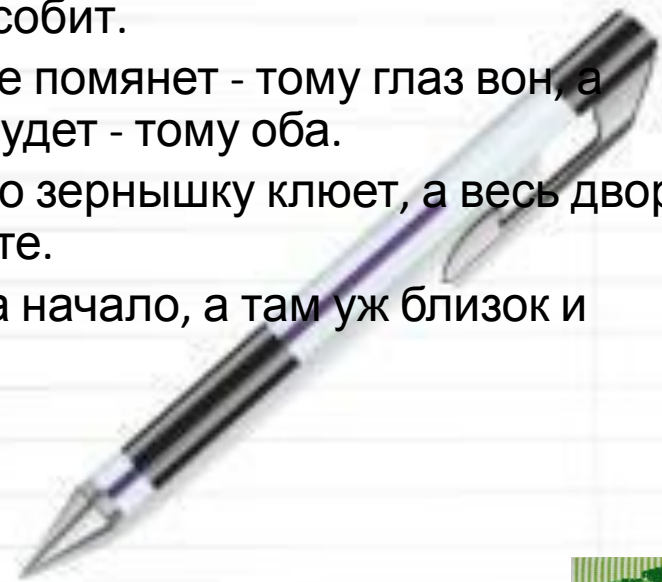 собит.
е помянет - тому глаз вон, а
удет - тому оба.
о зернышку клюет, а весь двор
те.
а начало, а там уж близок и